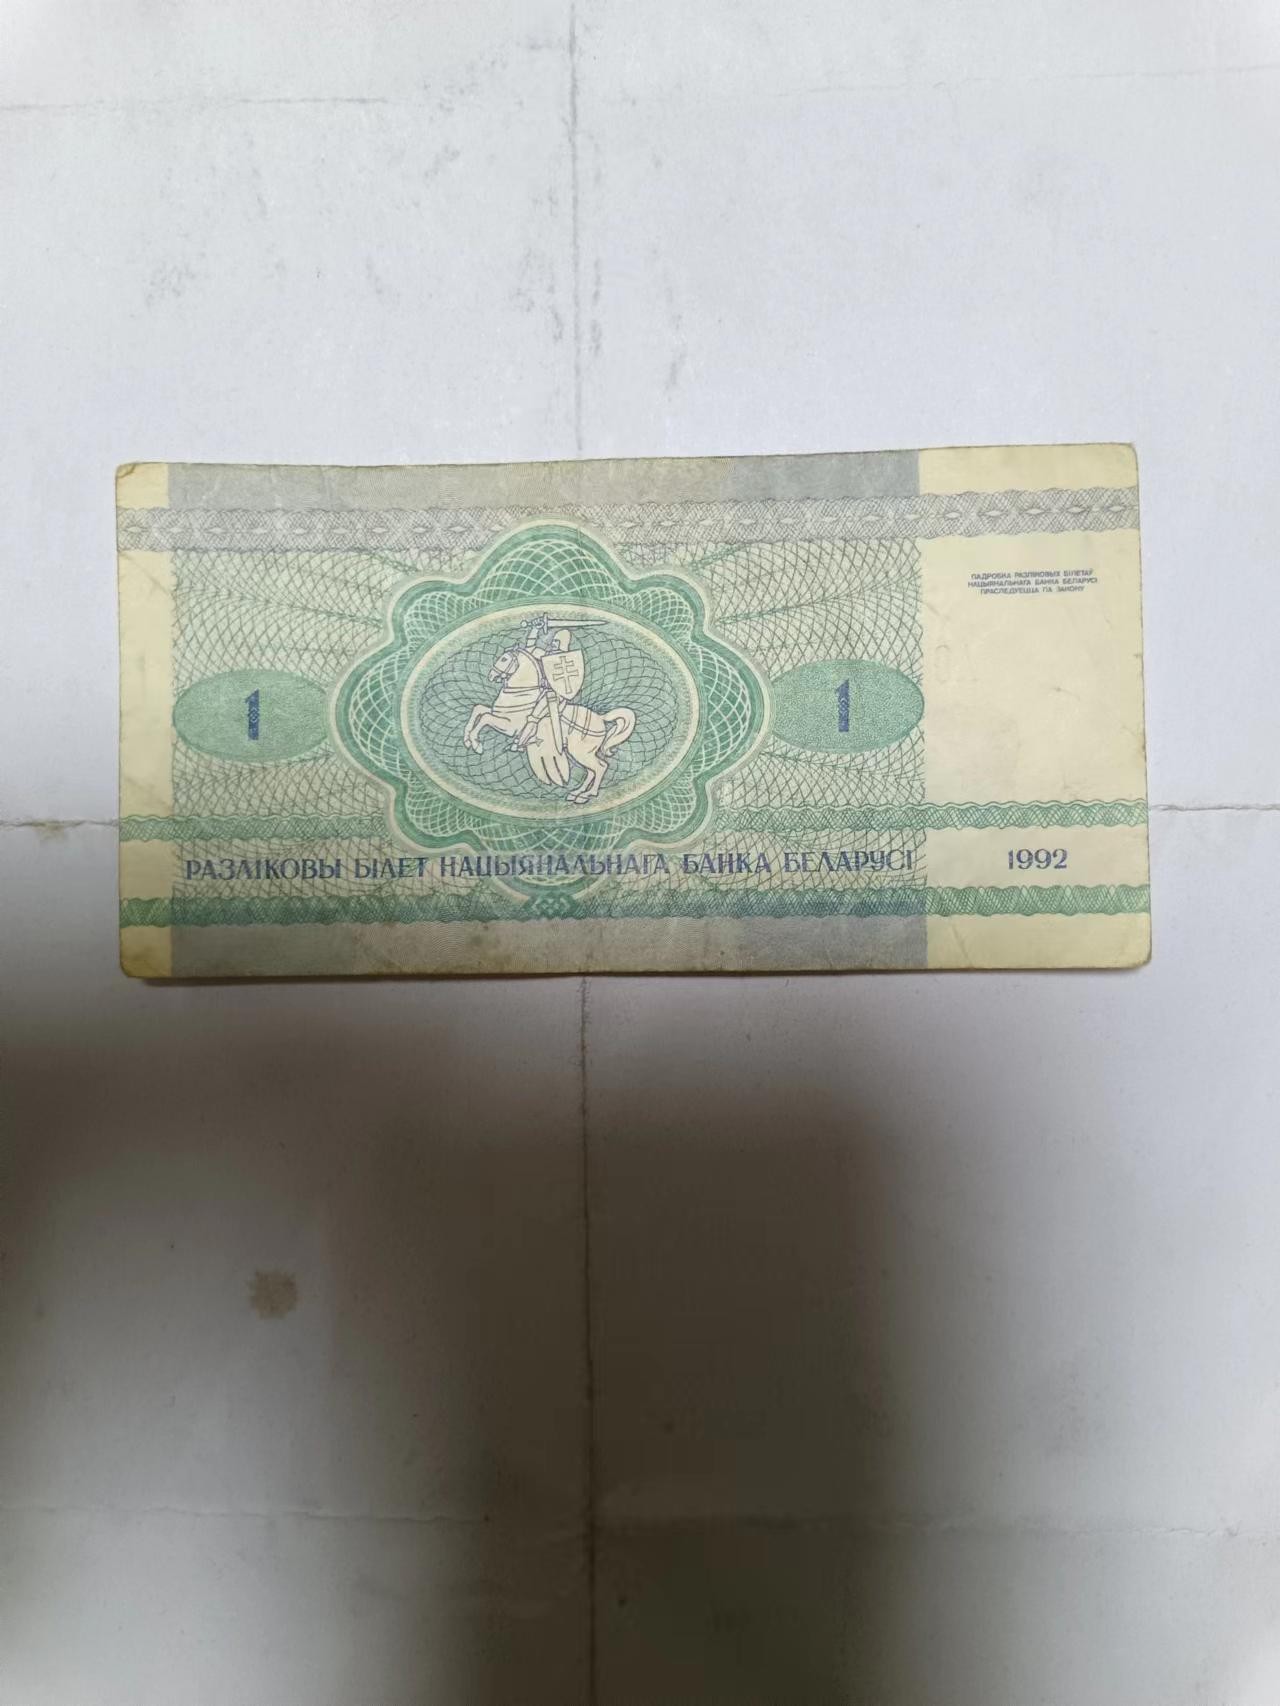 ПАДРОБКА РАЗЛІКОВЫХ БІЛЕТАЎ
НАЦЫЯНАЛЬНАГА БАНКА БЕЛАРУСІ
ПРАСЛЕДУЕЦЦА ПА ЗАКОНУ
1
1
РАЗЛІКОВЫ БІЛЕТ НАЦЫЯНАЛЬНАГА БАНКА БЕЛАРУСІ
1992